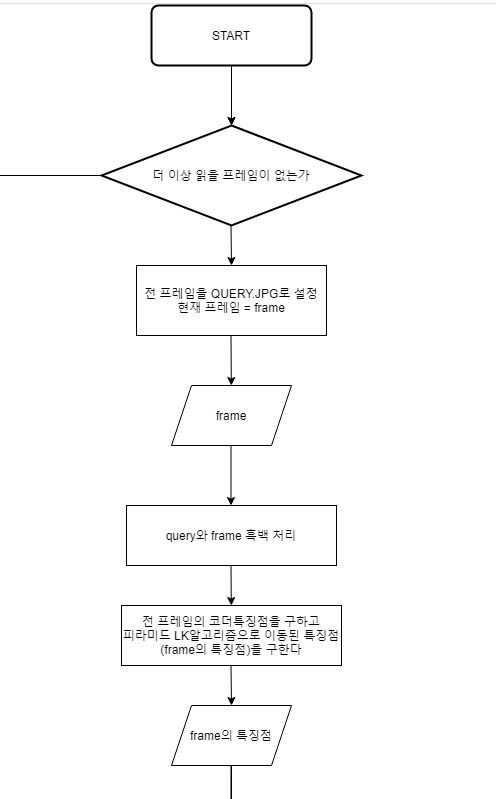 START
더 이상 읽을 프레임이 없는가
전 프레임을 QUERY.JPG로 설정
현재 프레임 = frame
frame
query와 frame 흑백 처리
전 프레임의 코더특징점을 구하고
피라미드 LK알고리즘으로 이동된 특징점
(frame의 특징점)을 구한다
frame의 특징점